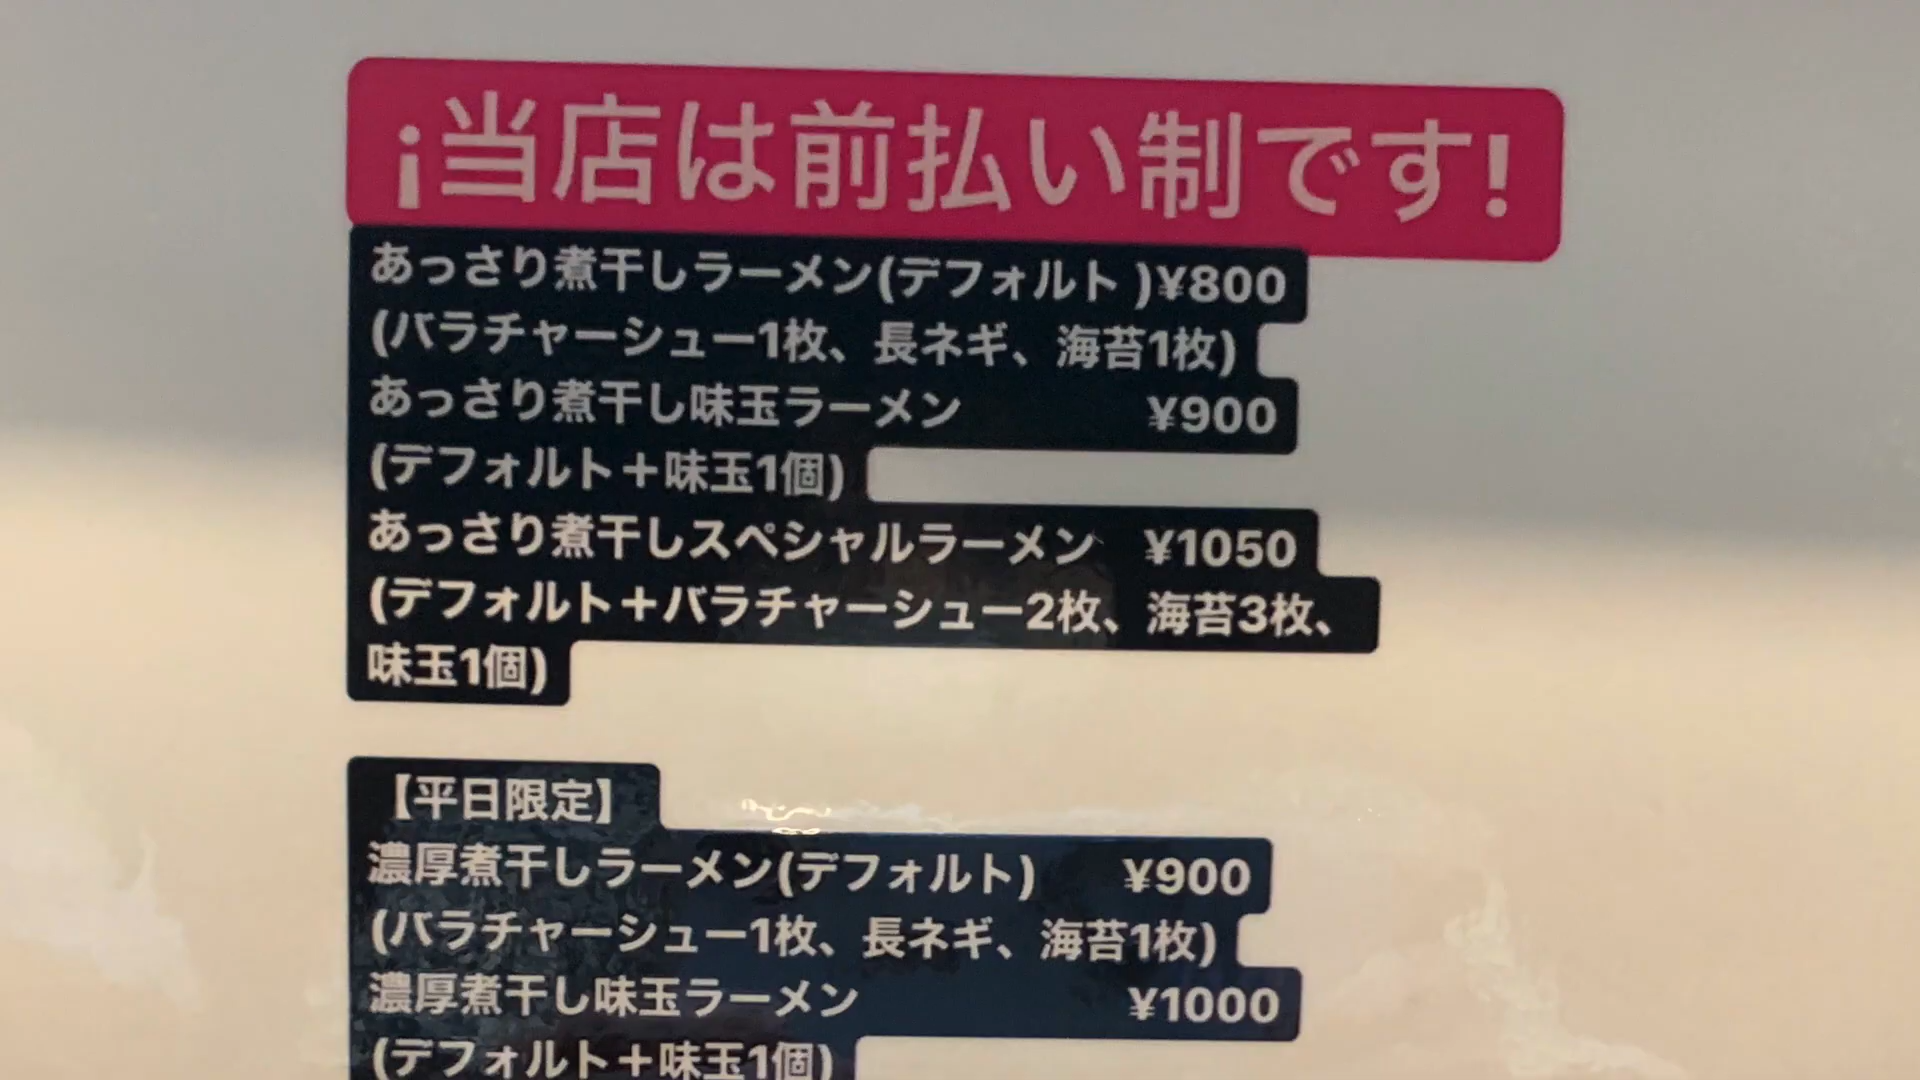 ¡当店は前払い制です!
あっさり煮干しラーメン(デフォルト )¥800
(バラチャーシュー1枚、長ネギ、海苔1枚)
あっさり煮干し味玉ラーメン ¥900
(デフォルト＋味玉1個)
あっさり煮干しスペシャルラーメン ¥1050
(デフォルト＋バラチャーシュー2枚、海苔3枚、
味玉1個)
【平日限定】
濃厚煮干しラーメン(デフォルト) ¥900
(バラチャーシュー1枚、長ネギ、海苔1枚)
濃厚煮干し味玉ラーメン ¥1000
(デフォルト＋味玉1個)